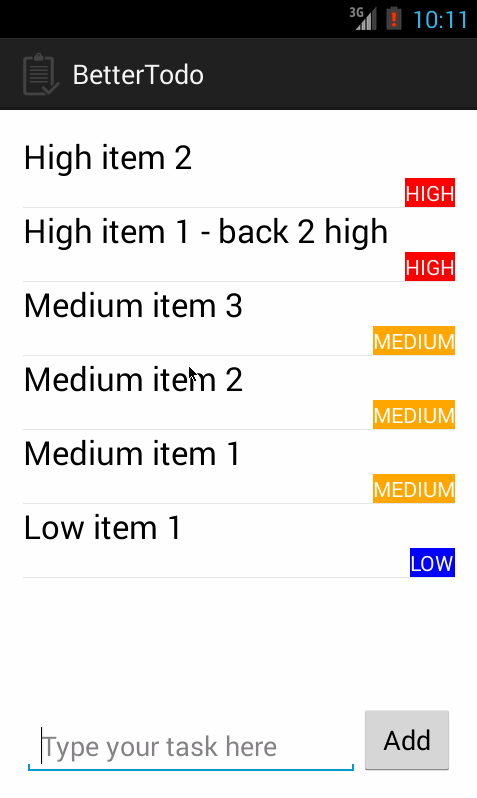 3G 10:11
BetterTodo
High item 2
HIGH
High item 1 - back 2 high
HIGH
Medium item 3
MEDIUM
Medium item 2
MEDIUM
Medium item 1
MEDIUM
Low item 1
LOW
Type your task here
Add